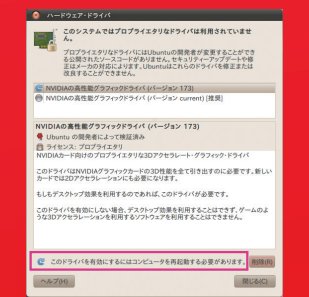 ハードウェア・ドライバ
このシステムではプロプライエタリなドライバは利用されていませ
ん。
プロプライエタリなドライバにはUbuntuの開発者が変更することができ
る公開されたソースコードがありません。セキュリティーアップデートや修
正はメーカの対応によります。Ubuntuはこれらのドライバを修正または
改良することができません。
NVIDIAの高性能グラフィックドライバ (バージョン 173)
NVIDIAの高性能グラフィックドライバ (バージョン current) [推奨]
NVIDIAの高性能グラフィックドライバ (バージョン 173)
Ubuntu の開発者によって検証済み
ライセンス: プロプライエタリ
NVIDIAカード向けのプロプライエタリな3Dアクセラレート・グラフィック・ドライバ
このドライバはNVIDIAグラフィックカードの3D性能を全て引き出すのに必要です。新しい
カードでは2Dアクセラレーションにも必要になります。
もしもデスクトップ効果を利用するのであれば、このドライバが必要です。
このドライバを有効にしない場合、デスクトップ効果を利用することはできず、ゲームのよ
うな3Dアクセラレーションを利用するソフトウェアを利用することはできません。
このドライバを有効にするにはコンピュータを再起動する必要があります。 削除(R)
ヘルプ(H) 閉じる(C)